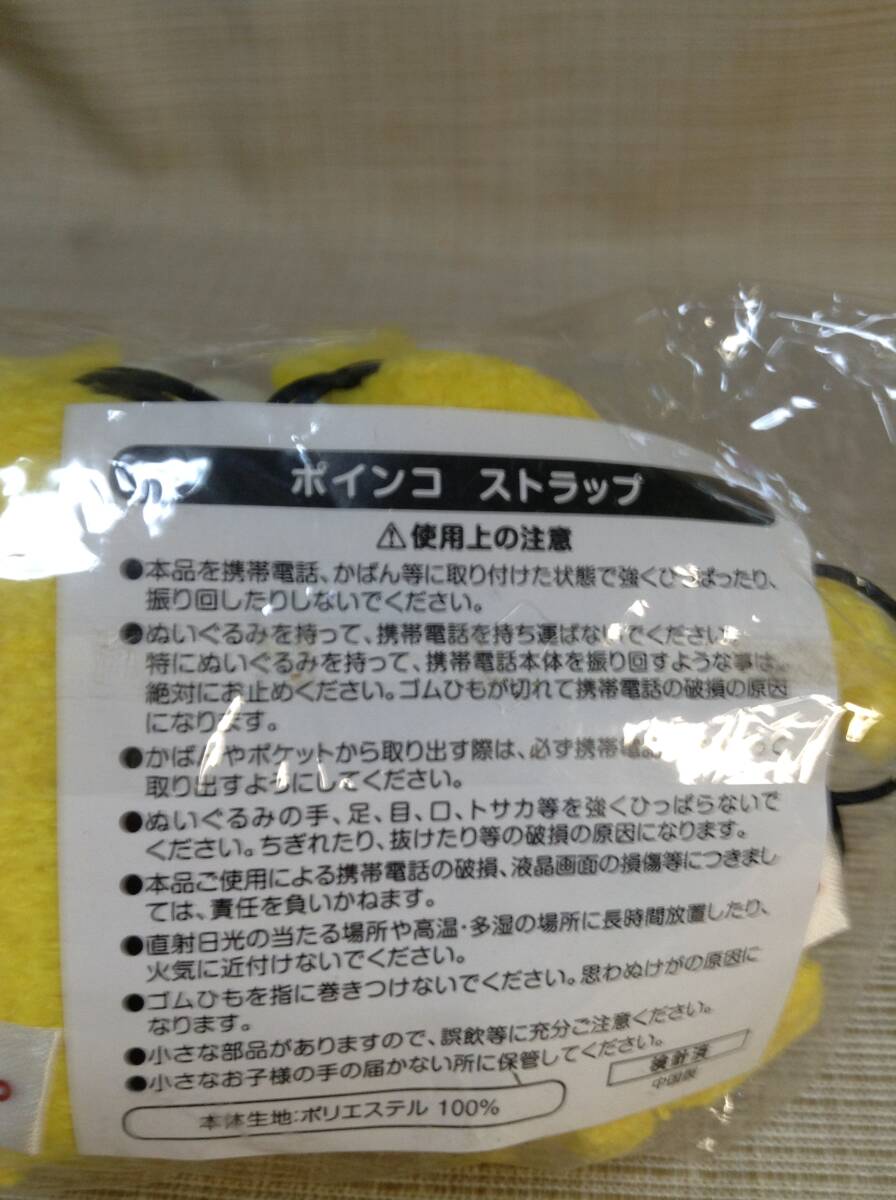 ポインコ ストラップ
⚠使用上の注意
●本品を携帯電話、かばん等に取り付けた状態で強くひっぱったり、
振り回したりしないでください。
●ぬいぐるみを持って、携帯電話を持ち運ばないでください。
特にぬいぐるみを持って、携帯電話本体を振り回すような事は、
絶対にお止めください。ゴムひもが切れて携帯電話の破損の原因
になります。
●かばんやポケットから取り出す際は、必ず携帯電
取り出すようにしてください。
●ぬいぐるみの手、足、目、口、トサカ等を強くひっぱらないで
ください。ちぎれたり、抜けたり等の破損の原因になります。
●本品ご使用による携帯電話の破損、液晶画面の損傷等につきまし
ては、責任を負いかねます。
●直射日光の当たる場所や高温・多湿の場所に長時間放置したり、
火気に近付けないでください。
●ゴムひもを指に巻きつけないでください。思わぬけがの原因に
なります。
●小さな部品がありますので、誤飲等に充分ご注意ください。
●小さなお子様の手の届かない所に保管してください。
検針済
中国製
本体生地:ポリエステル 100%